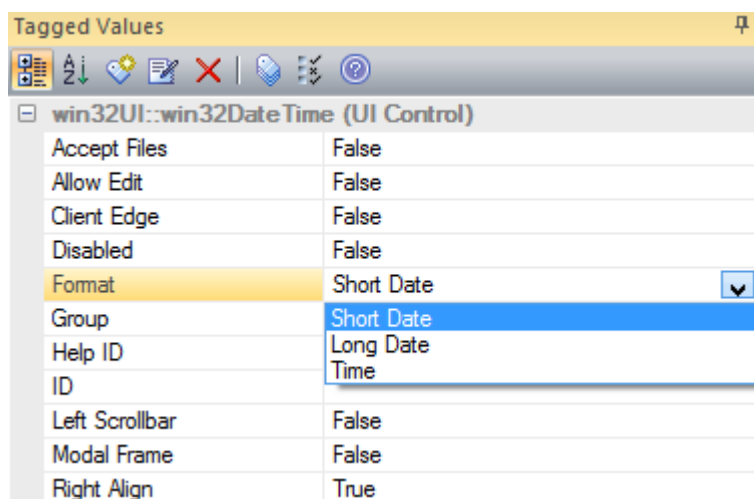 Tagged Values
win32UI::win32DateTime (UI Control)
Accept Files False
Allow Edit False
Client Edge False
Disabled False
Format Short Date
Group Short Date
Help ID Long Date
Time
ID
Left Scrollbar False
Modal Frame False
Right Align True